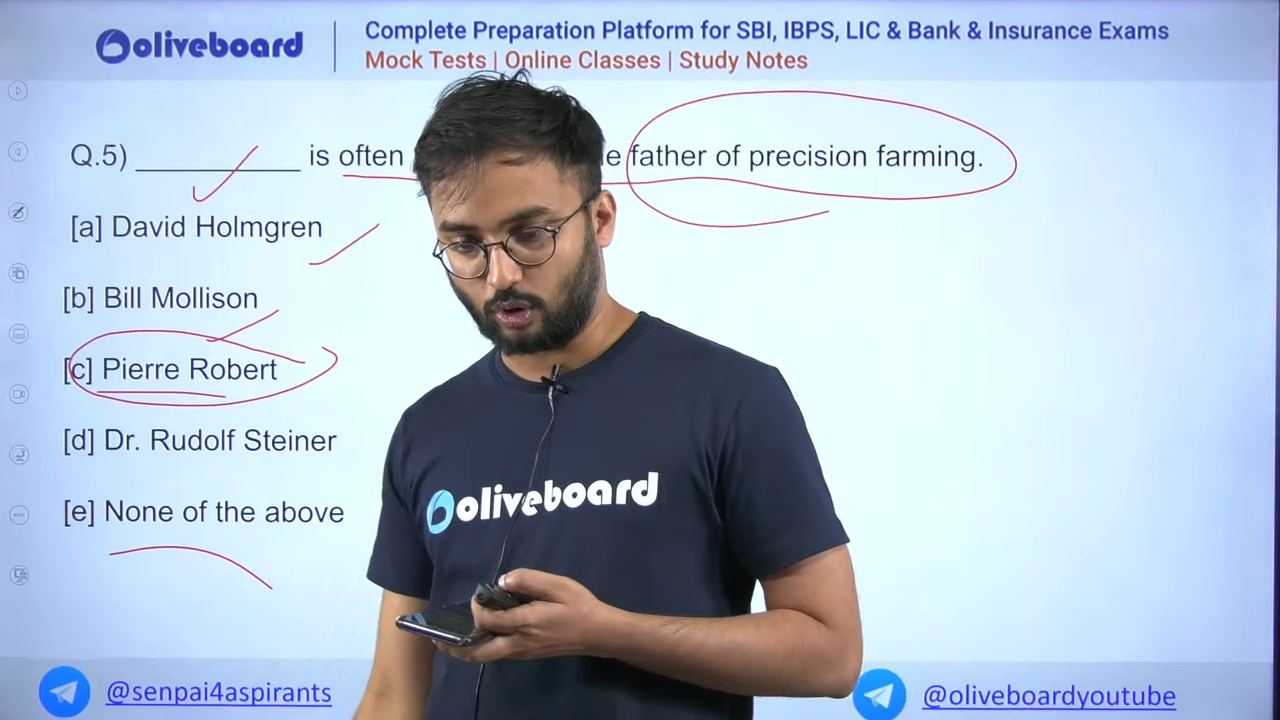 oliveboard
Complete Preparation Platform for SBI, IBPS, LIC & Bank & Insurance Exams
Mock Tests | Online Classes | Study Notes
Q.5) __________ is often father of precision farming.
[a] David Holmgren
[b] Bill Mollison
[c] Pierre Robert
[d] Dr. Rudolf Steiner
[e] None of the above
oliveboard
@senpai4aspirants
@oliveboardyoutube